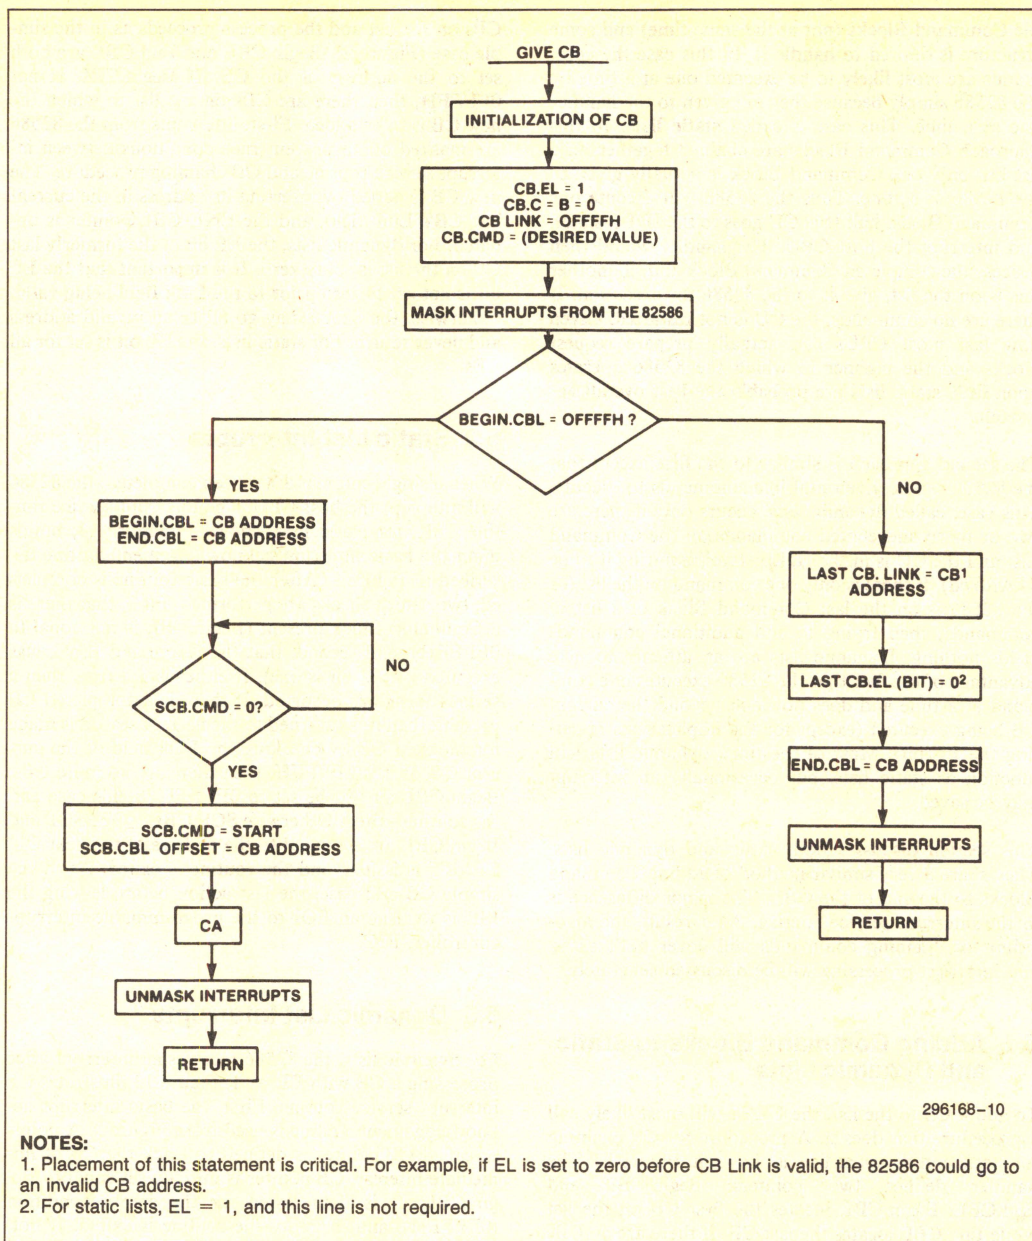 GIVE CB
INITIALIZATION OF CB
CB.EL = 1
CB.C = B = 0
CB LINK = OFFFFH
CB.CMD = (DESIRED VALUE)
MASK INTERRUPTS FROM THE 82586
BEGIN.CBL = OFFFFH ?
YES
BEGIN.CBL = CB ADDRESS
END.CBL = CB ADDRESS
NO
SCB.CMD = 0?
YES
SCB.CMD = START
SCB.CBL OFFSET = CB ADDRESS
CA
UNMASK INTERRUPTS
RETURN
NO
LAST CB. LINK = CB1
ADDRESS
LAST CB.EL (BIT) = 02
END.CBL = CB ADDRESS
UNMASK INTERRUPTS
RETURN
296168–10
NOTES:
1. Placement of this statement is critical. For example, if EL is set to zero before CB Link is valid, the 82586 could go to
an invalid CB address.
2. For static lists, EL = 1, and this line is not required.